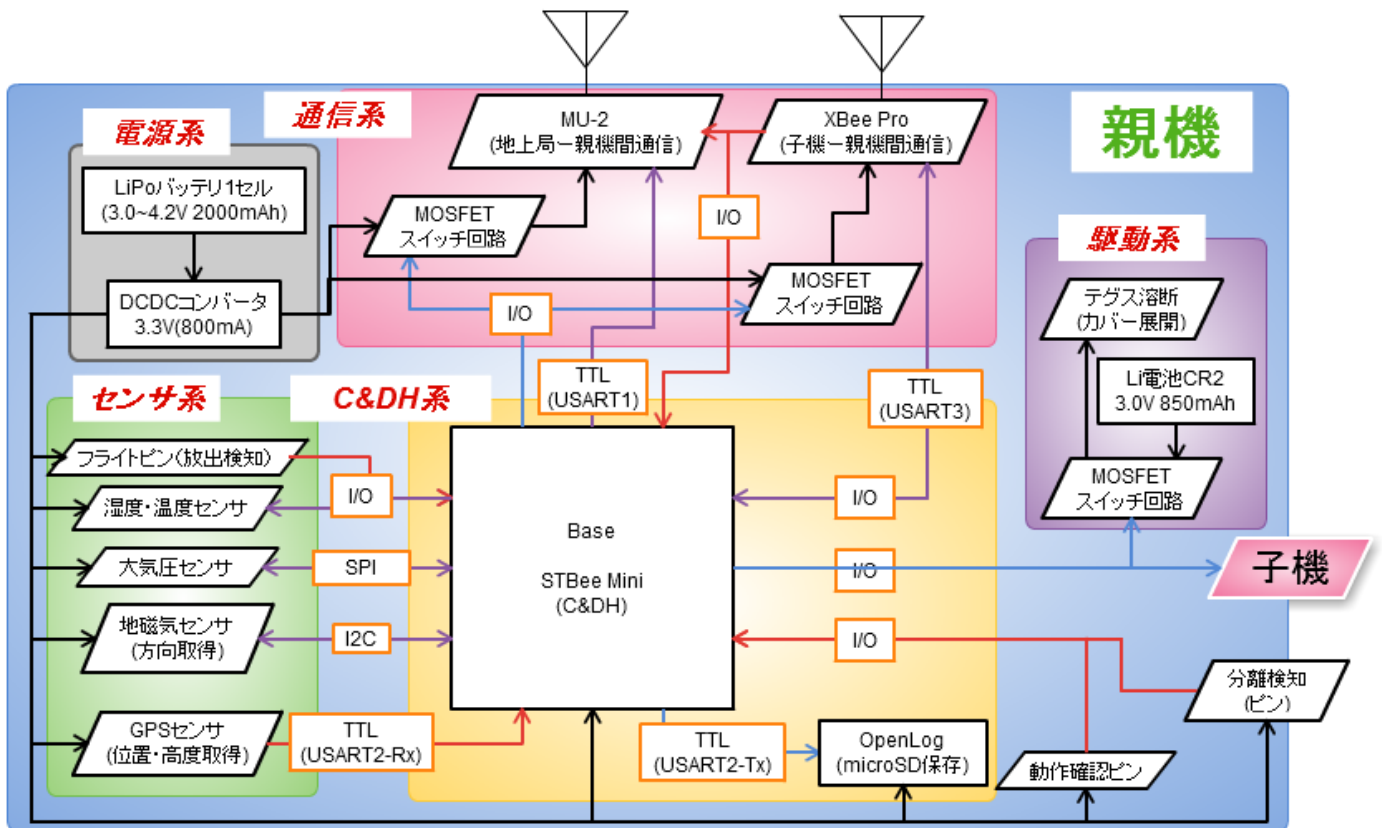 親機
通信系
電源系
MU-2
(地上局ー親機間通信)
XBee Pro
(子機ー親機間通信)
LiPoバッテリ1セル
(3.0~4.2V 2000mAh)
MOSFET
スイッチ回路
I/O
駆動系
DCDCコンバータ
3.3V(800mA)
MOSFET
スイッチ回路
I/O
テグス溶断
(カバー展開)
Li電池CR2
3.0V 850mAh
MOSFET
スイッチ回路
センサ系
C&DH系
TTL
(USART1)
TTL
(USART3)
フライトピン(放出検知)
I/O
湿度・温度センサ
大気圧センサ
SPI
地磁気センサ
(方向取得)
I2C
GPSセンサ
(位置・高度取得)
TTL
(USART2-Rx)
Base
STBee Mini
(C&DH)
I/O
I/O
子機
I/O
分離検知
(ピン)
TTL
(USART2-Tx)
OpenLog
(microSD保存)
動作確認ピン